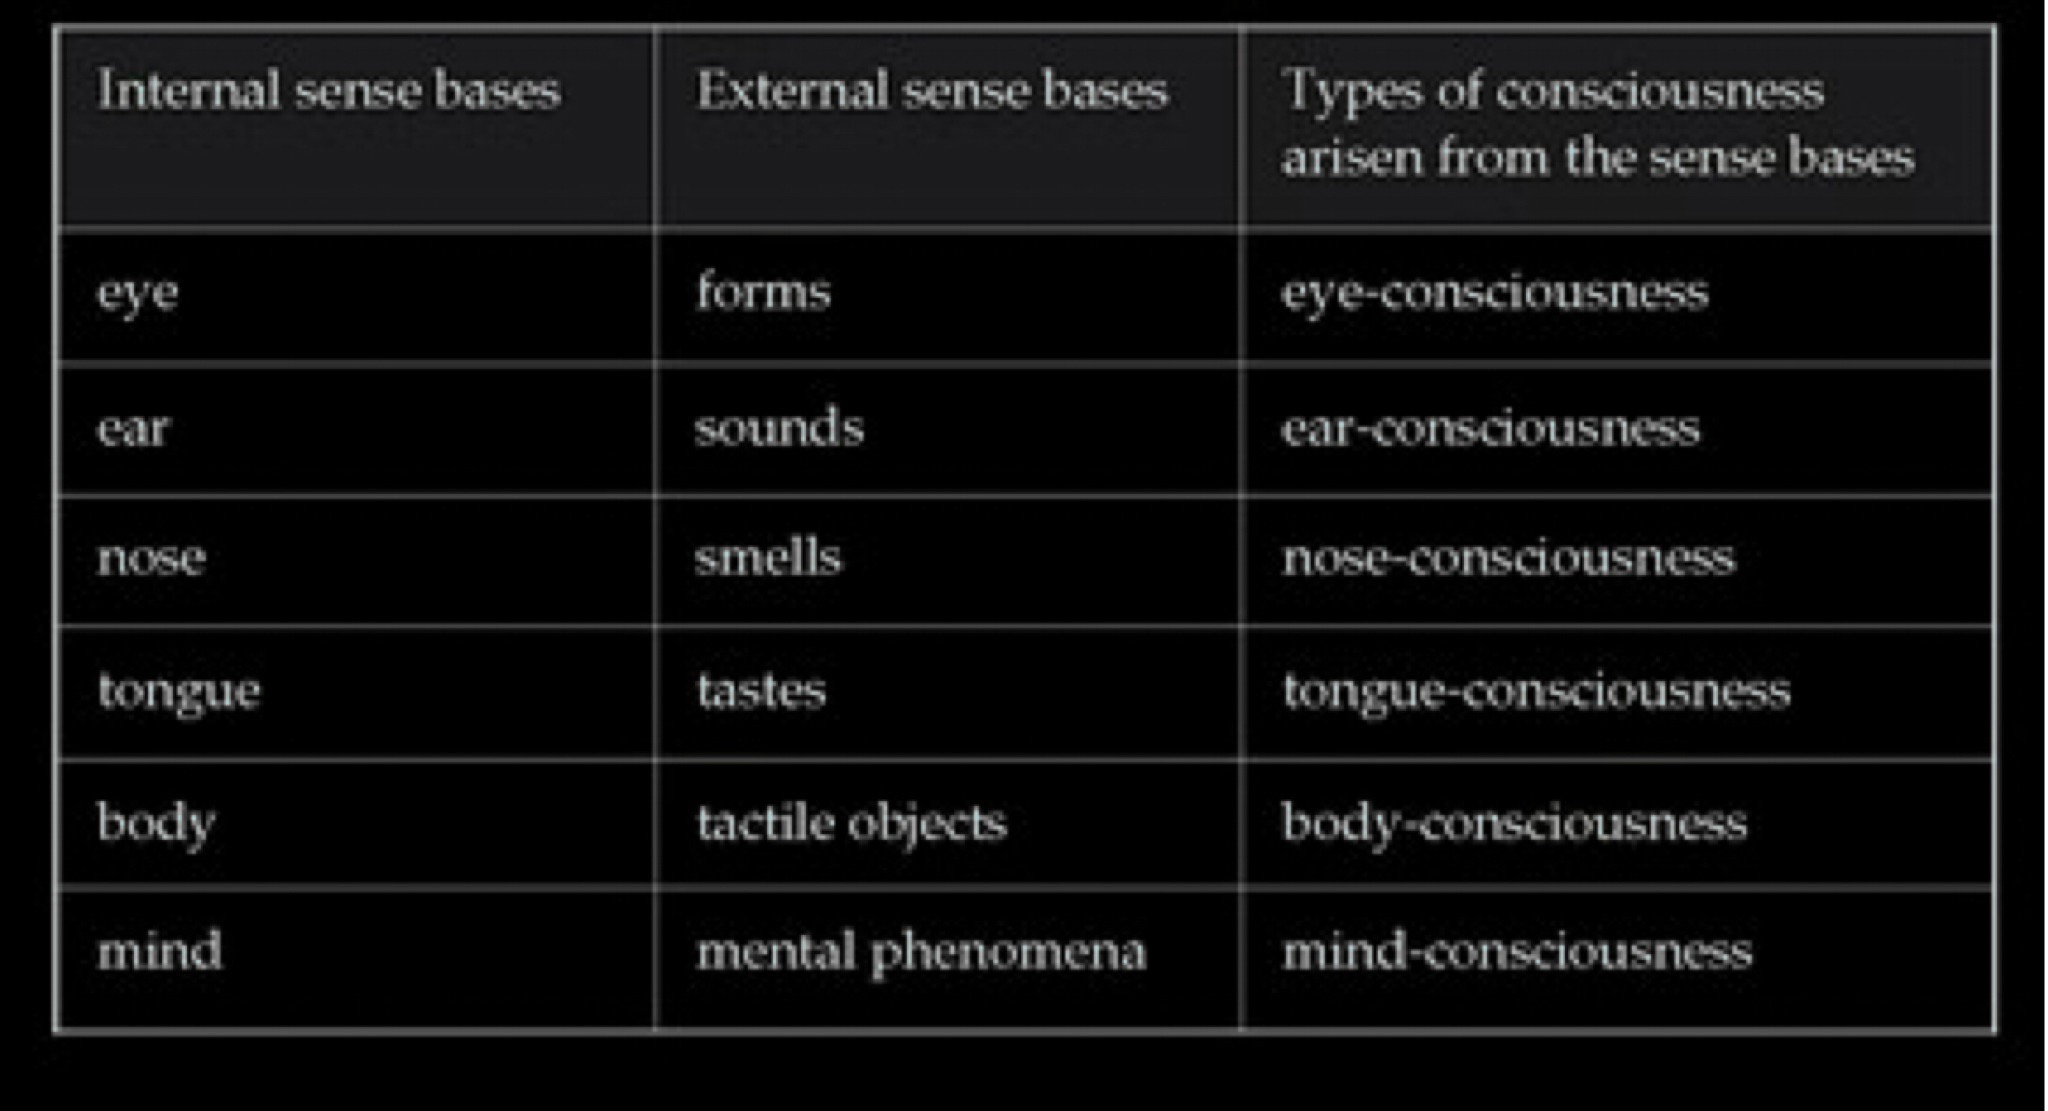 Internal sense bases
External sense bases
Types of consciousness
arisen from the sense bases
eye
forms
eye-consciousness
ear
sounds
ear-consciousness
nose
smells
nose-consciousness
tongue
tastes
tongue-consciousness
body
tactile objects
body-consciousness
mind
mental phenomena
mind-consciousness